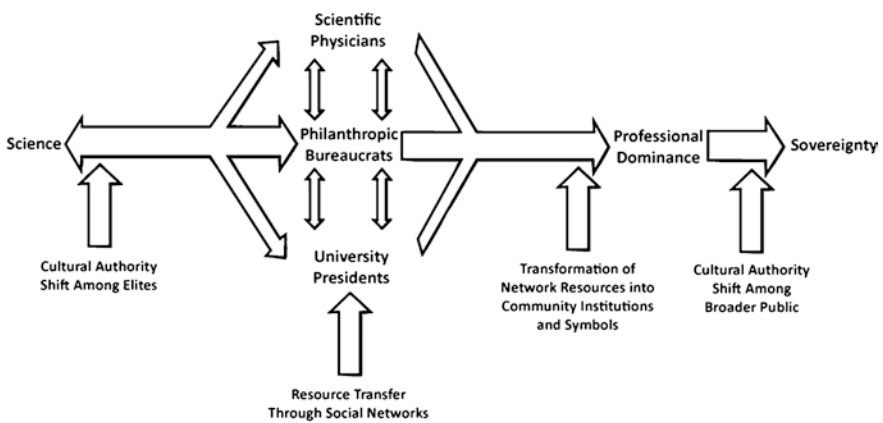 Scientific
Physicians
Science
Philanthropic
Bureaucrats
Professional
Dominance
Sovereignty
University
Presidents
Cultural Authority
Shift Among Elites
Transformation of
Network Resources into
Community Institutions
and Symbols
Cultural Authority
Shift Among
Broader Public
Resource Transfer
Through Social Networks